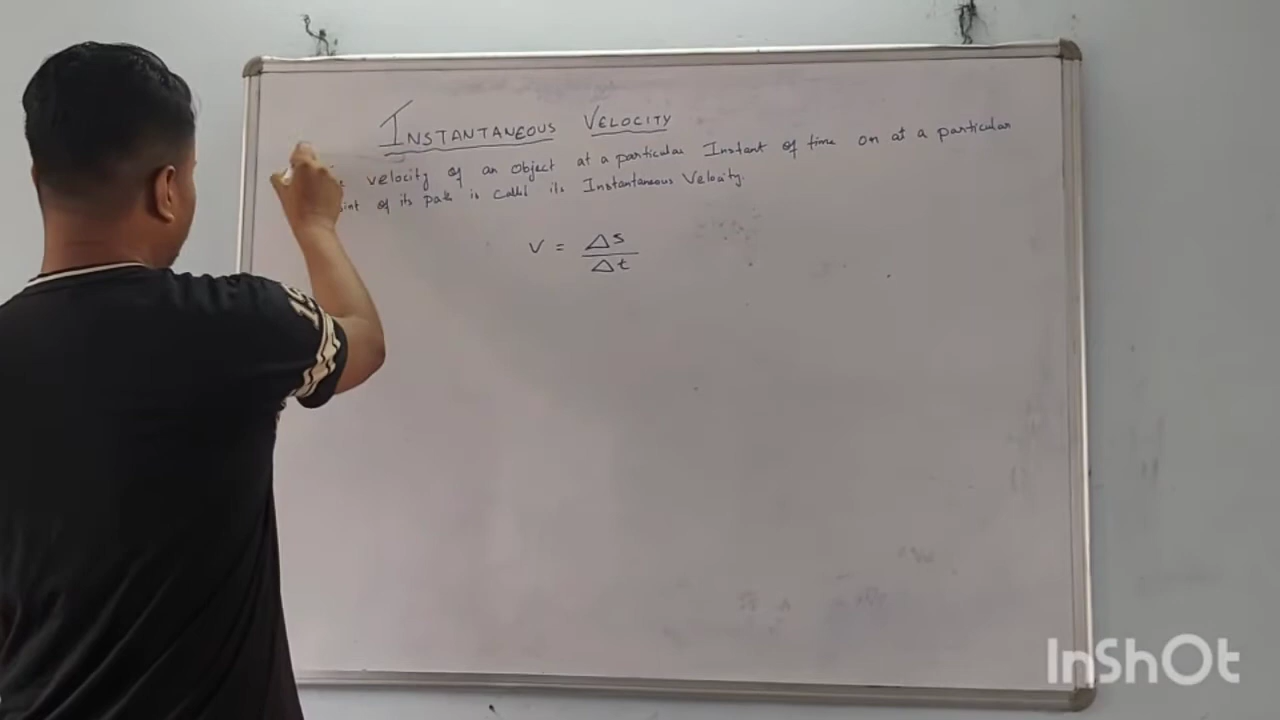 INSTANTANEOUS VELOCITY
velocity of an object at a particular Instant of time on at a particular
of its path is called its Instantaneous Velocity.
V = Δs / Δt
InShOt